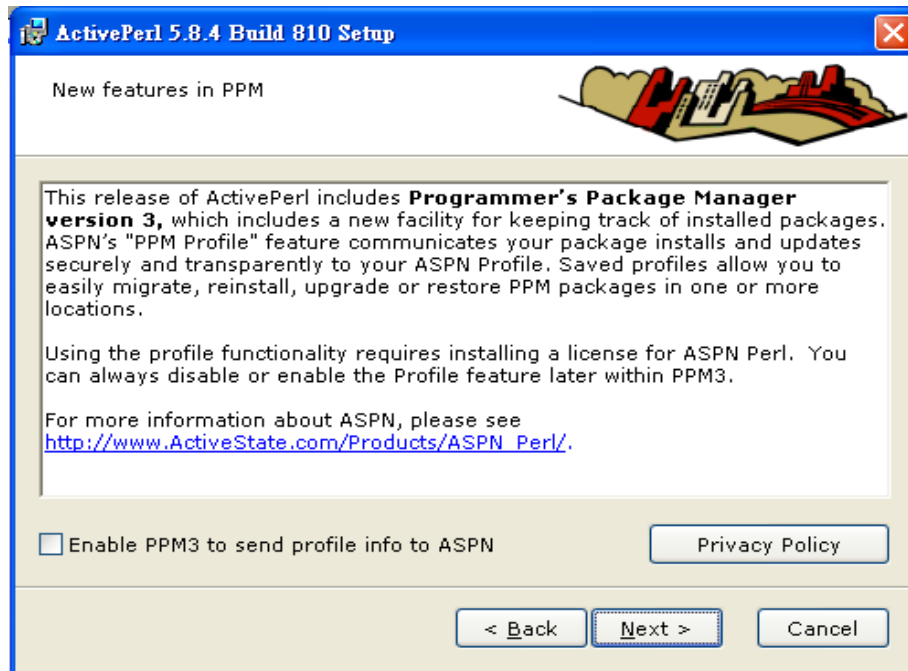 ActivePerl 5.8.4 Build 810 Setup
New features in PPM
This release of ActivePerl includes Programmer's Package Manager
version 3, which includes a new facility for keeping track of installed packages.
ASPN's "PPM Profile" feature communicates your package installs and updates
securely and transparently to your ASPN Profile. Saved profiles allow you to
easily migrate, reinstall, upgrade or restore PPM packages in one or more
locations.
Using the profile functionality requires installing a license for ASPN Perl.  You
can always disable or enable the Profile feature later within PPM3.
For more information about ASPN, please see
http://www.ActiveState.com/Products/ASPN_Perl/.
Enable PPM3 to send profile info to ASPN
Privacy Policy
< Back
Next >
Cancel